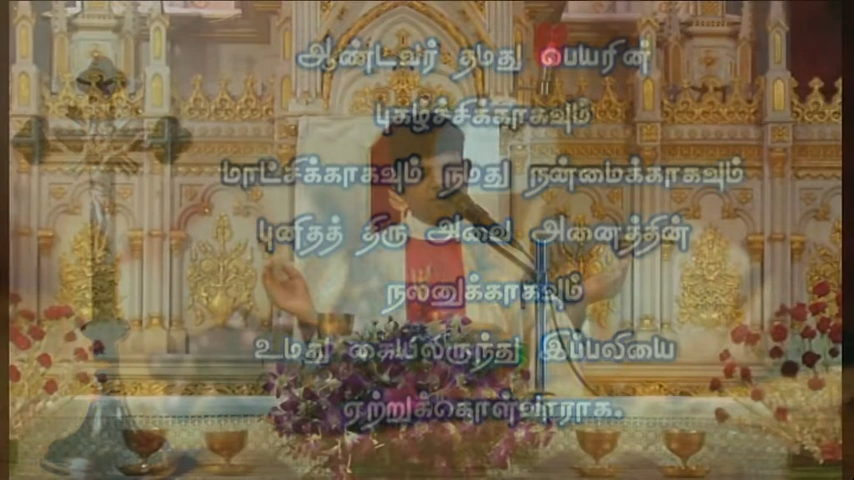 ஆண்டவர் தமது பெயரின்
புகழ்ச்சிக்காகவும்
மாட்சிக்காகவும் நமது நன்மைக்காகவும்
புனிதத் திரு அவை அனைத்தின்
நலனுக்காகவும்
உமது கையிலிருந்து இப்பலியை
ஏற்றுக்கொள்வாராக.